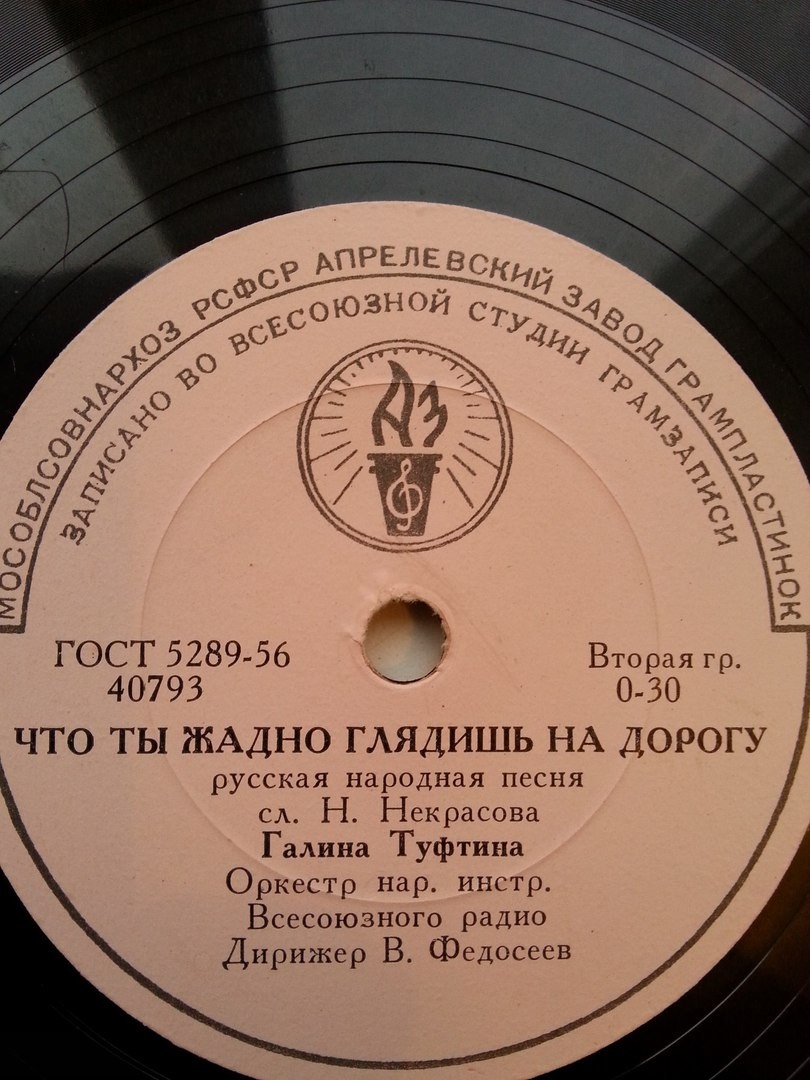 МОСОБЛСОВНАРХОЗ РСФСР АПРЕЛЕВСКИЙ ЗАВОД ГРАМПЛАСТИНОК
ЗАПИСАНО ВО ВСЕСОЮЗНОЙ СТУДИИ ГРАМЗАПИСИ
АЗ
ГОСТ 5289-56
40793
Вторая гр.
0-30
ЧТО ТЫ ЖАДНО ГЛЯДИШЬ НА ДОРОГУ
русская народная песня
сл. Н. Некрасова
Галина Туфтина
Оркестр нар. инстр.
Всесоюзного радио
Дирижер В. Федосеев